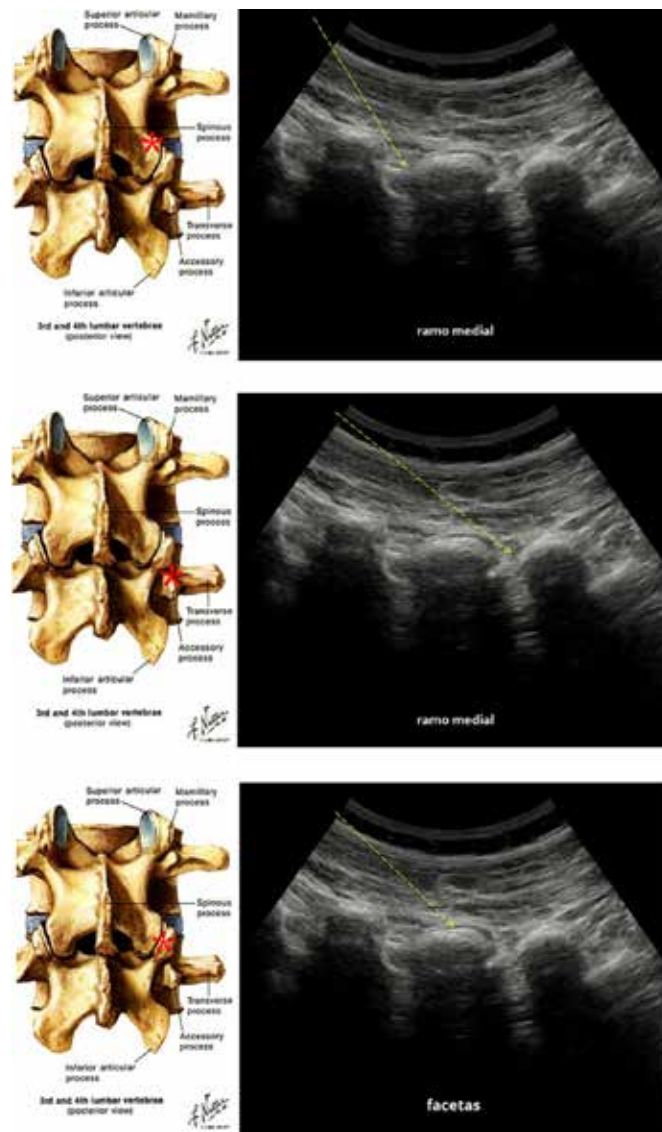 Superior articular
process
Mamillary
process
Spinous
process
Transverse
process
Accessory
process
Inferior articular
process
3rd and 4th lumbar vertebrae
(posterior view)
ramo medial
Superior articular
process
Mamillary
process
Spinous
process
Transverse
process
Accessory
process
Inferior articular
process
3rd and 4th lumbar vertebrae
(posterior view)
ramo medial
Superior articular
process
Mamillary
process
Spinous
process
Transverse
process
Accessory
process
Inferior articular
process
3rd and 4th lumbar vertebrae
(posterior view)
facetas